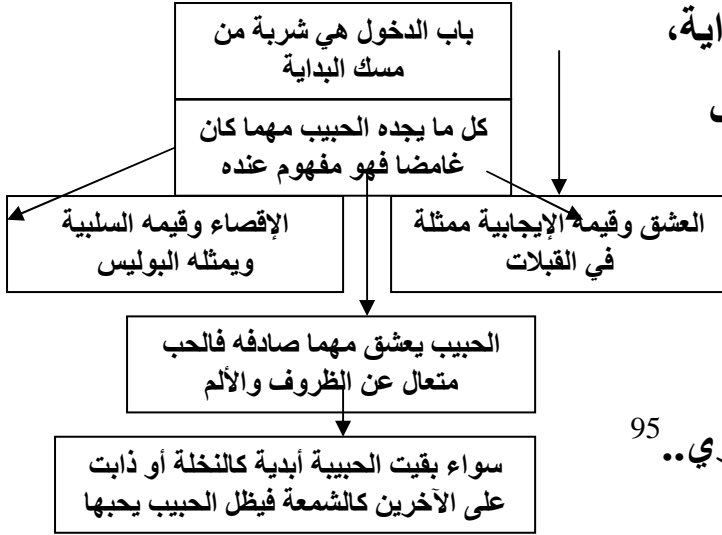 باب الدخول هي شربة من
مسك البداية
كل ما يجده الحبيب مهما كان
غامضا فهو مفهوم عنده
العشق وقيمه الإيجابية ممثلة
في القبلات
الإقصاء وقيمه السلبية
ويمثله البوليس
الحبيب يعشق مهما صادفه فالحب
متعال عن الظروف والألم
سواء بقيت الحبيبة أبدية كالنخلة أو ذابت
على الآخرين كالشمعة فيظل الحبيب يحبها
95